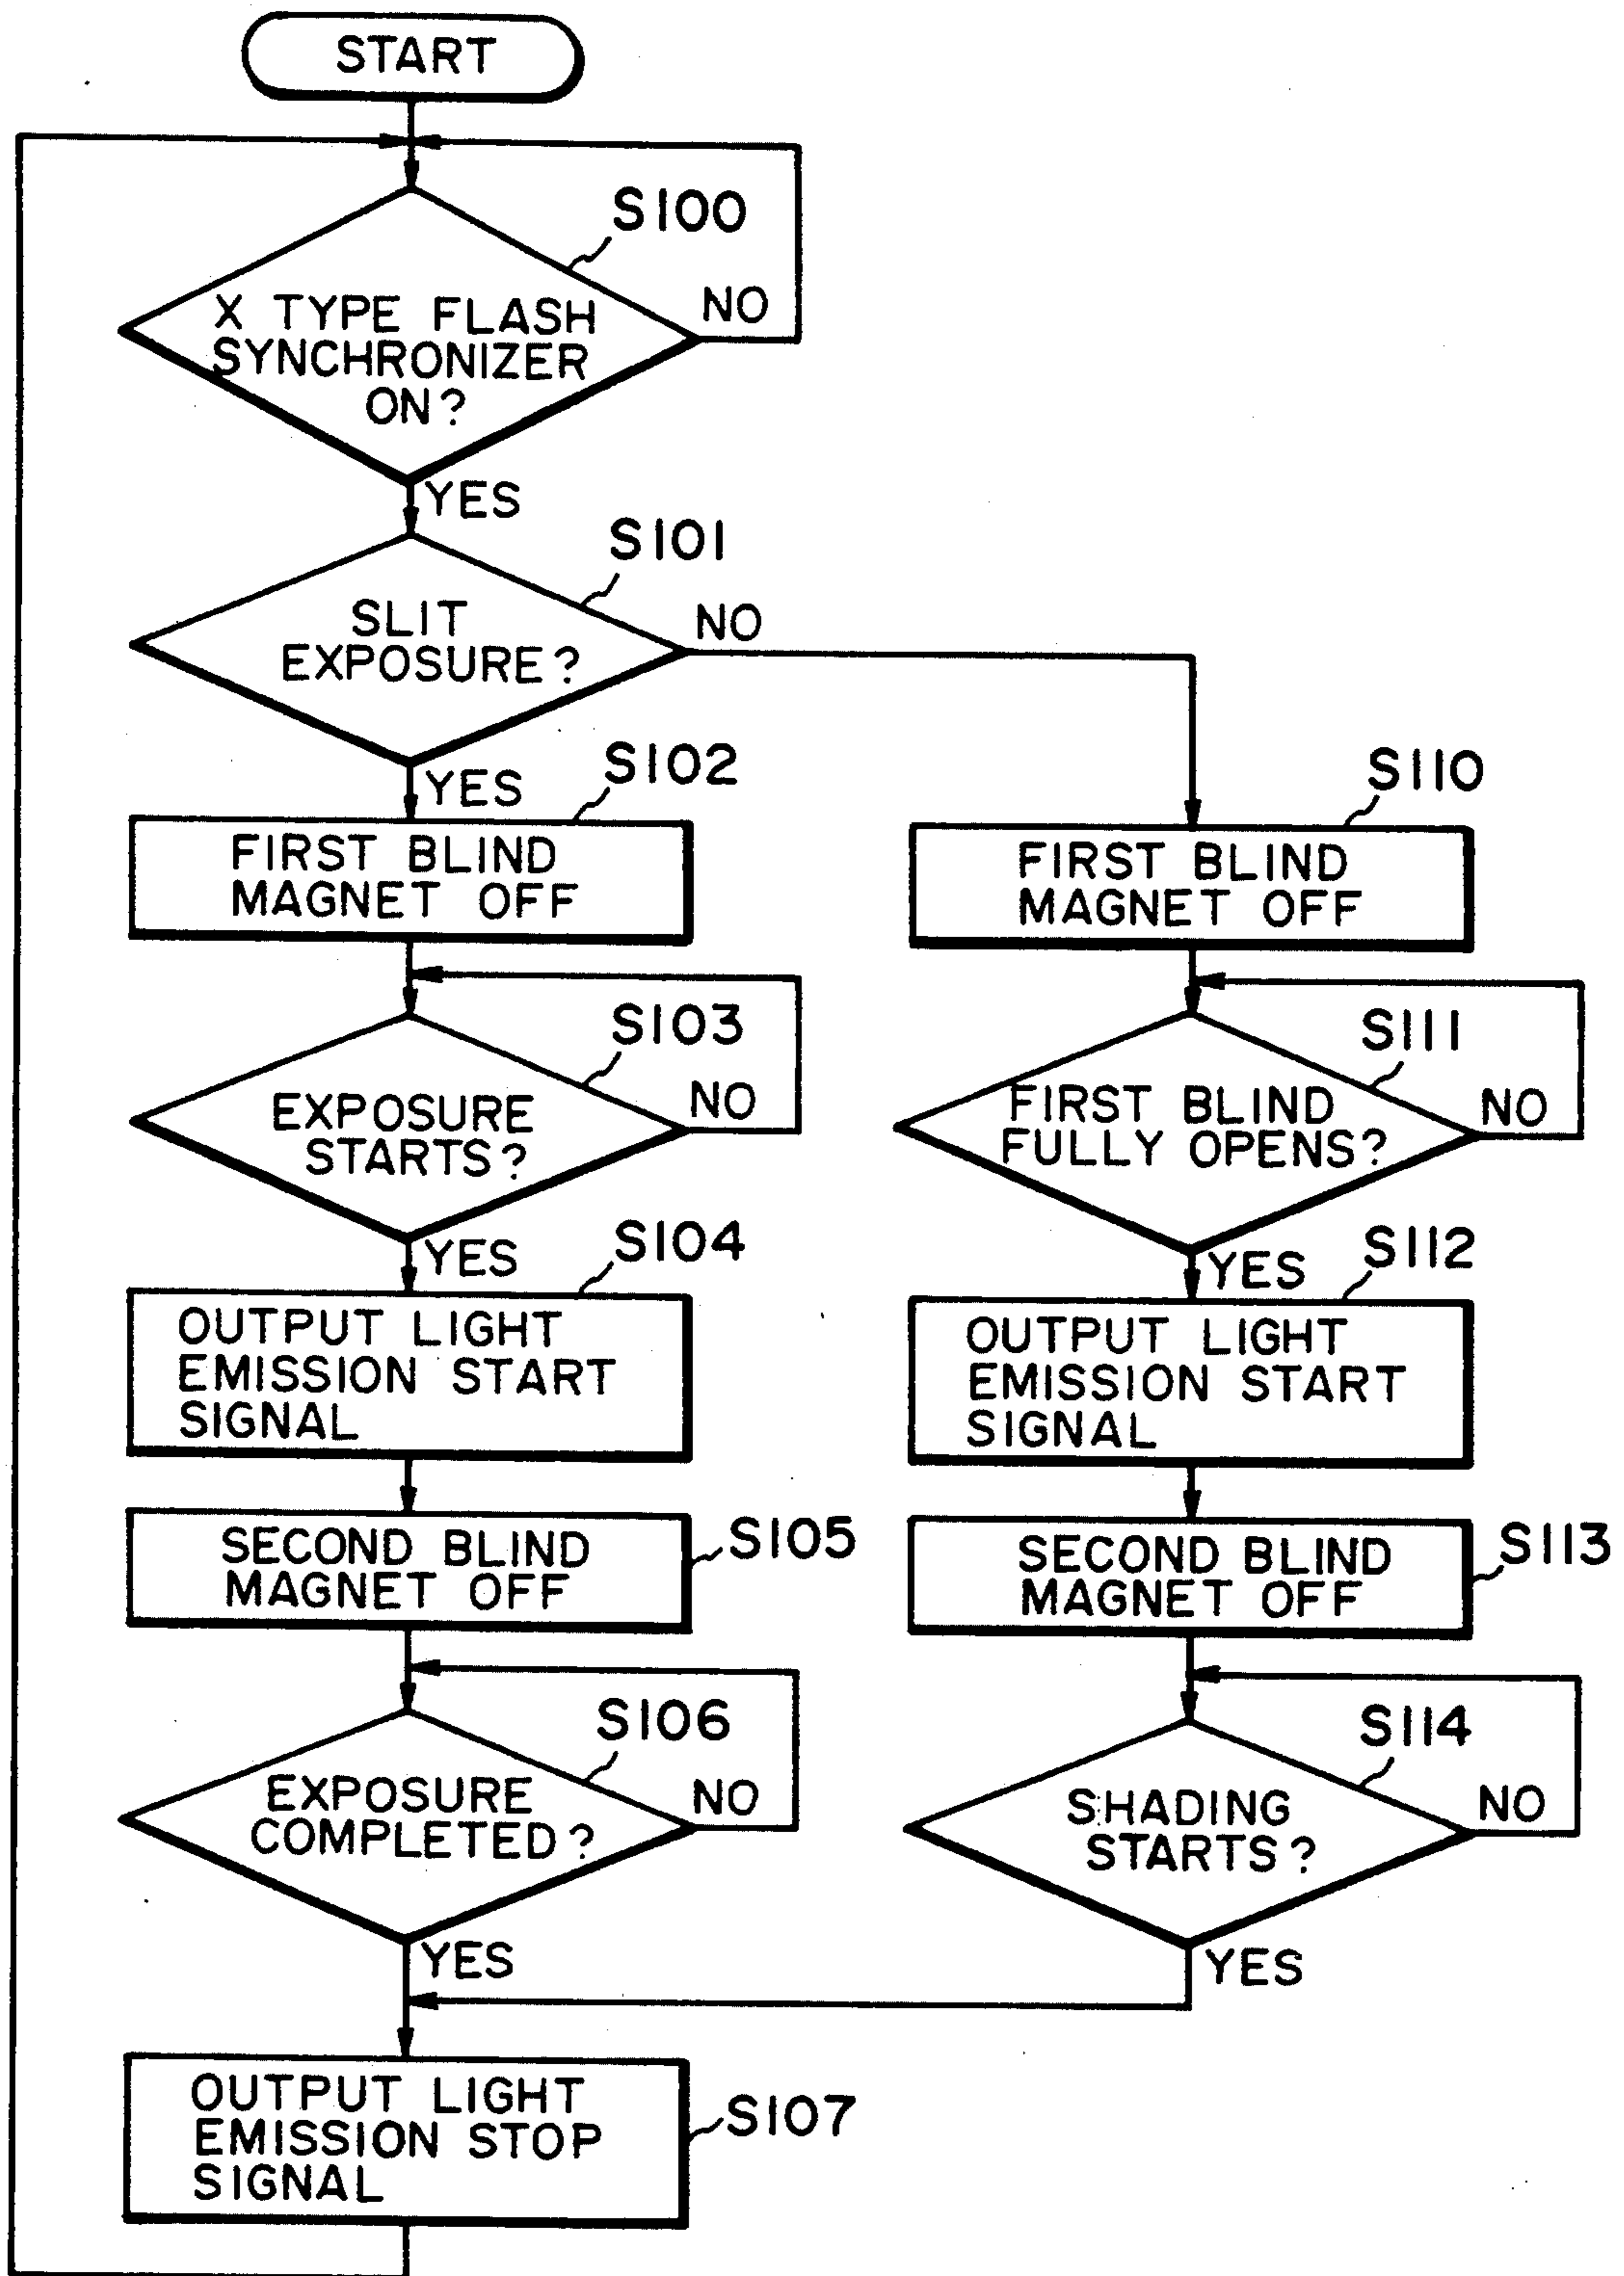 START
S100
X TYPE FLASH
SYNCHRONIZER
ON?
NO
YES
S101
SLIT
EXPOSURE?
NO
YES
S102
FIRST BLIND
MAGNET OFF
S103
EXPOSURE
STARTS?
NO
YES
S104
OUTPUT LIGHT
EMISSION START
SIGNAL
SECOND BLIND
MAGNET OFF
S105
S106
EXPOSURE
COMPLETED?
NO
YES
S110
FIRST BLIND
MAGNET OFF
S111
FIRST BLIND
FULLY OPENS?
NO
YES
S112
OUTPUT LIGHT
EMISSION START
SIGNAL
SECOND BLIND
MAGNET OFF
S113
S114
SHADING
STARTS?
NO
YES
OUTPUT LIGHT
EMISSION STOP
SIGNAL
S107